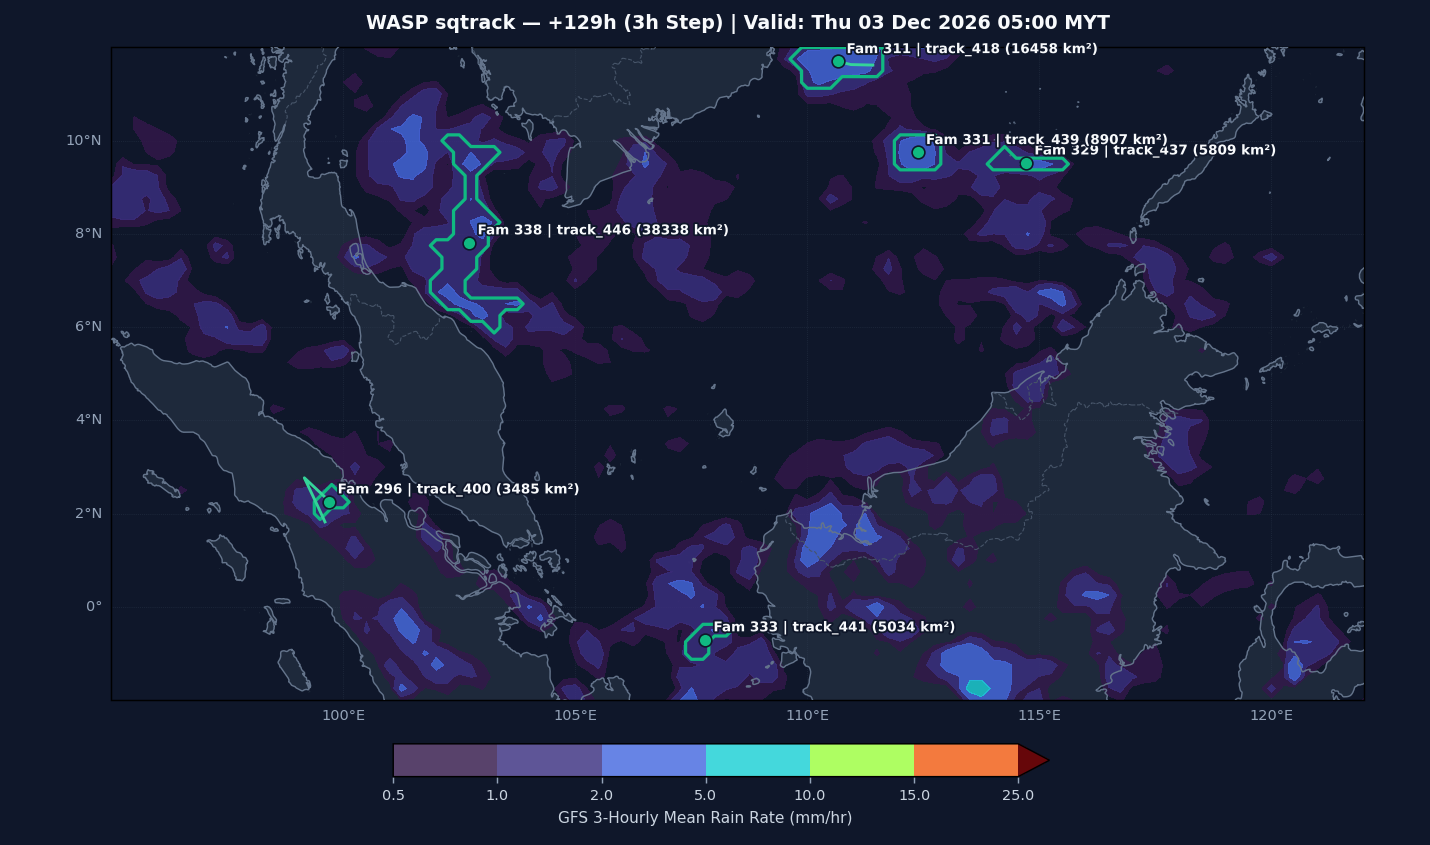 WASP sqtrack — +129h (3h Step) | Valid: Thu 03 Dec 2026 05:00 MYT
Fam 311 | track_418 (16458 km²)
Fam 331 | track_439 (8907 km²)
Fam 329 | track_437 (5809 km²)
Fam 338 | track_446 (38338 km²)
Fam 296 | track_400 (3485 km²)
Fam 333 | track_441 (5034 km²)
10°N
8°N
6°N
4°N
2°N
0°
100°E 105°E 110°E 115°E 120°E
0.5 1.0 2.0 5.0 10.0 15.0 25.0
GFS 3-Hourly Mean Rain Rate (mm/hr)